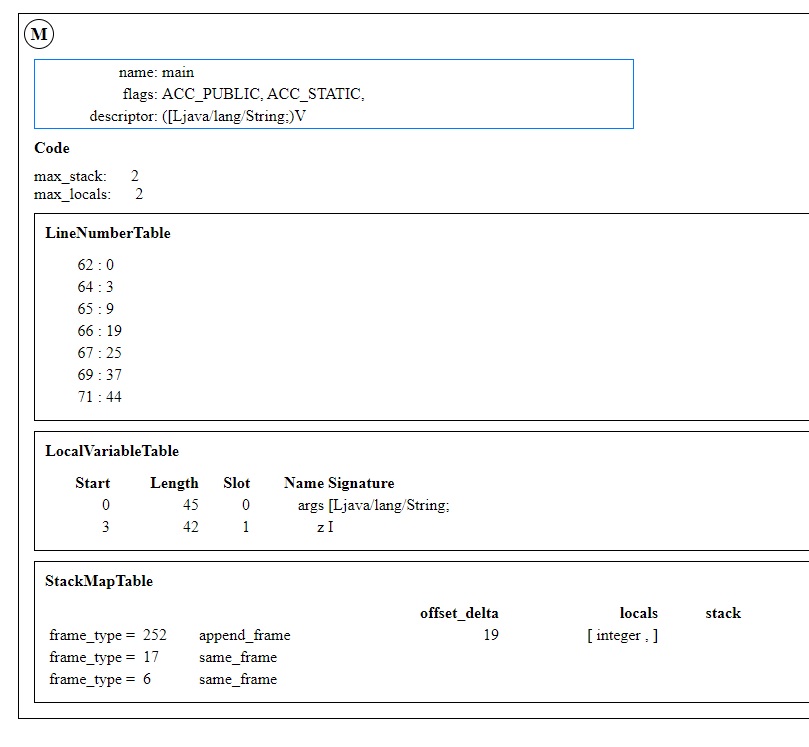 M
name: main
flags: ACC_PUBLIC, ACC_STATIC,
descriptor: ([Ljava/lang/String;)V
Code
max_stack: 2
max_locals: 2
LineNumberTable
62 : 0
64 : 3
65 : 9
66 : 19
67 : 25
69 : 37
71 : 44
LocalVariableTable
Start Length Slot Name Signature
0 45 0 args [Ljava/lang/String;
3 42 1 z I
StackMapTable
offset_delta locals stack
frame_type = 252 append_frame 19 [ integer , ]
frame_type = 17 same_frame
frame_type = 6 same_frame